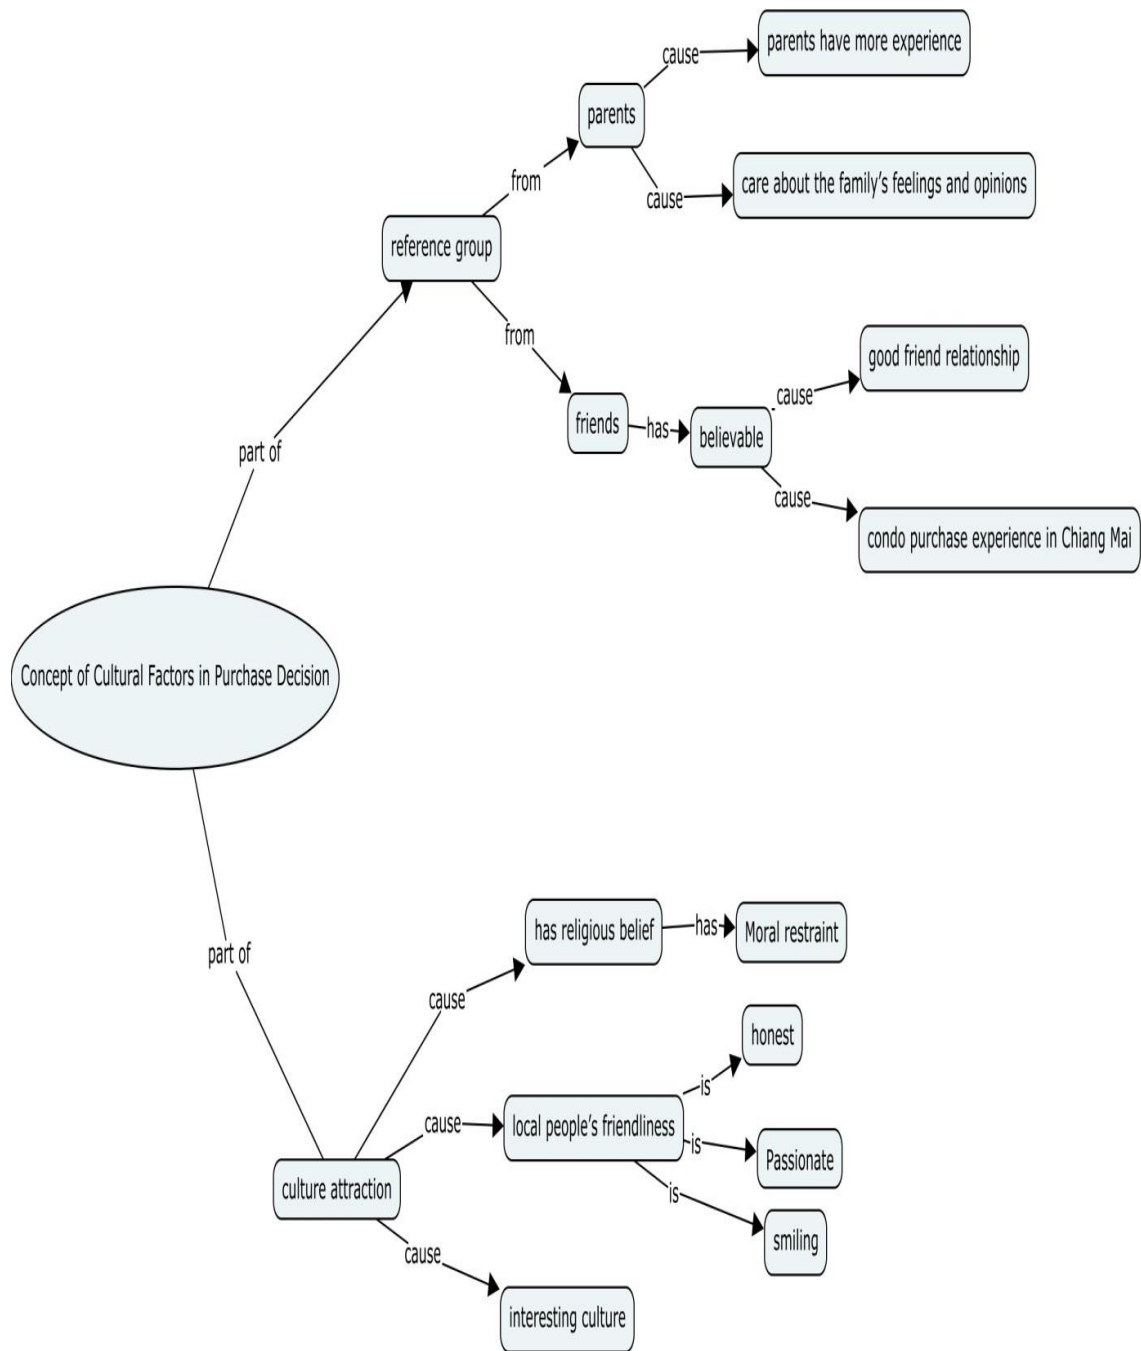 parents have more experience
cause
parents
care about the family's feelings and opinions
cause
from
reference group
from
good friend relationship
cause
friends
has
believable
cause
condo purchase experience in Chiang Mai
part of
Concept of Cultural Factors in Purchase Decision
part of
has religious belief
has
Moral restraint
cause
honest
is
cause
local people's friendliness
is
Passionate
is
culture attraction
smiling
cause
interesting culture